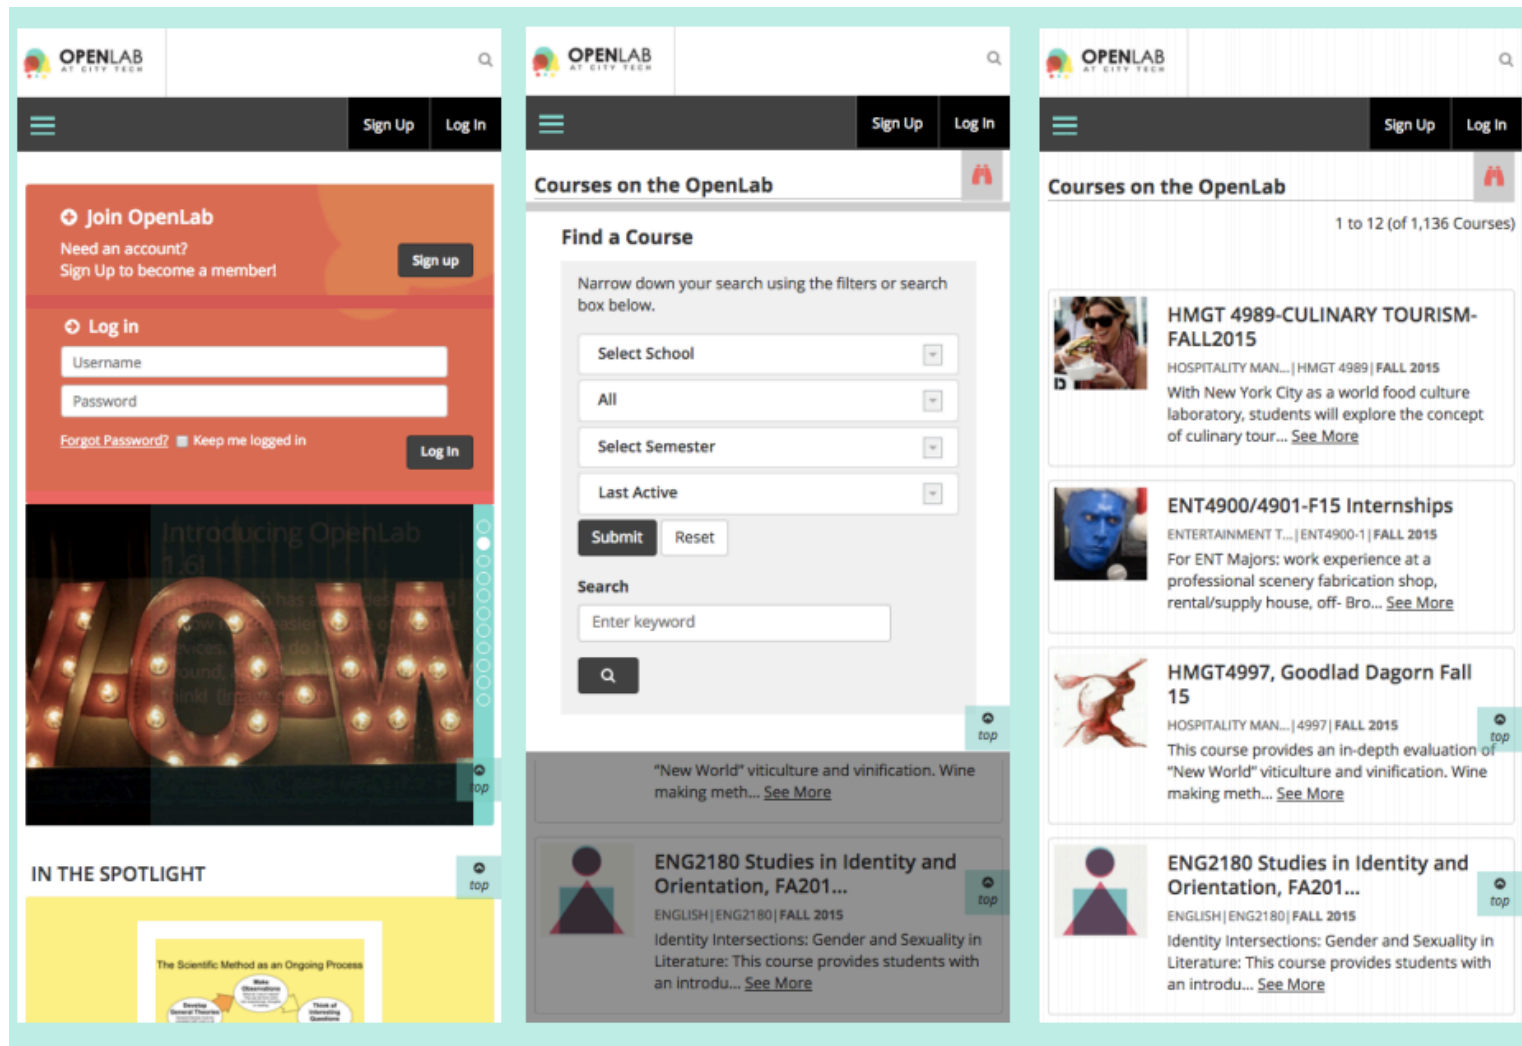 OPENLAB
AT CITY TECH
Sign Up Log In
Join OpenLab
Need an account?
Sign Up to become a member!
Sign up
Log in
Username
Password
Forgot Password? Keep me logged in
Log In
Introducing OpenLab
1.6!
top
IN THE SPOTLIGHT
top
The Scientific Method as an Ongoing Process
Make
Observations
Develop
General Theories
Think of
Interesting
Questions
OPENLAB
AT CITY TECH
Sign Up Log In
Courses on the OpenLab
Find a Course
Narrow down your search using the filters or search
box below.
Select School
All
Select Semester
Last Active
Submit Reset
Search
Enter keyword
top
"New World" viticulture and vinification. Wine
making meth... See More
ENG2180 Studies in Identity and
Orientation, FA201...
top
ENGLISH|ENG2180|FALL 2015
Identity Intersections: Gender and Sexuality in
Literature: This course provides students with
an introdu... See More
OPENLAB
AT CITY TECH
Sign Up Log In
Courses on the OpenLab
1 to 12 (of 1,136 Courses)
HMGT 4989-CULINARY TOURISM-
FALL2015
HOSPITALITY MAN...|HMGT 4989|FALL 2015
With New York City as a world food culture
laboratory, students will explore the concept
of culinary tour... See More
ENT4900/4901-F15 Internships
ENTERTAINMENT T...|ENT4900-1|FALL 2015
For ENT Majors: work experience at a
professional scenery fabrication shop,
rental/supply house, off- Bro... See More
HMGT4997, Goodlad Dagorn Fall
15
HOSPITALITY MAN...|4997|FALL 2015
top
This course provides an in-depth evaluation of
"New World" viticulture and vinification. Wine
making meth... See More
ENG2180 Studies in Identity and
Orientation, FA201...
top
ENGLISH|ENG2180|FALL 2015
Identity Intersections: Gender and Sexuality in
Literature: This course provides students with
an introdu... See More